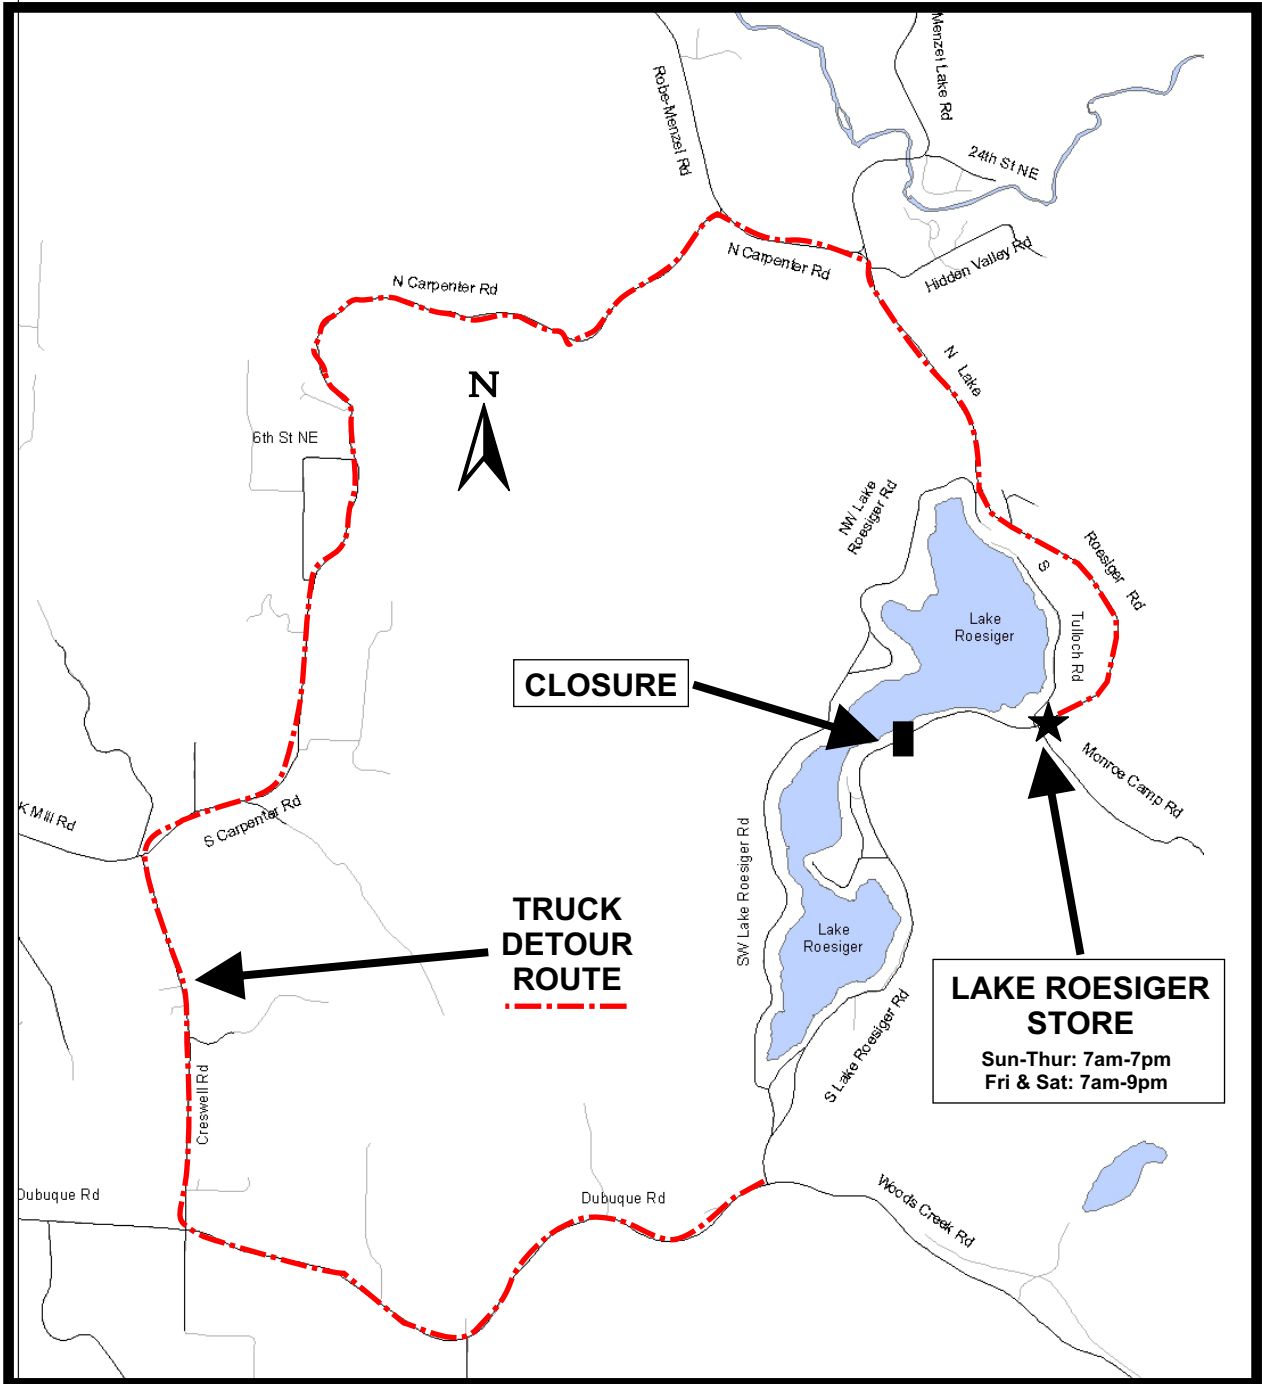 Menzel Lake Rd
Robe-Menzel Rd
24th St NE
N Carpenter Rd
Hidden Valley Rd
N Carpenter Rd
N Lake
N
6th St NE
NW Lake
Roesiger Rd
Roesiger Rd
S
Tulloch Rd
Lake
Roesiger
CLOSURE
Monroe Camp Rd
K Mill Rd
S Carpenter Rd
SW Lake Roesiger Rd
TRUCK
DETOUR
ROUTE
Lake
Roesiger
LAKE ROESIGER
STORE
Sun-Thur: 7am-7pm
Fri & Sat: 7am-9pm
S Lake Roesiger Rd
Creswell Rd
Dubuque Rd
Dubuque Rd
Woods Creek Rd